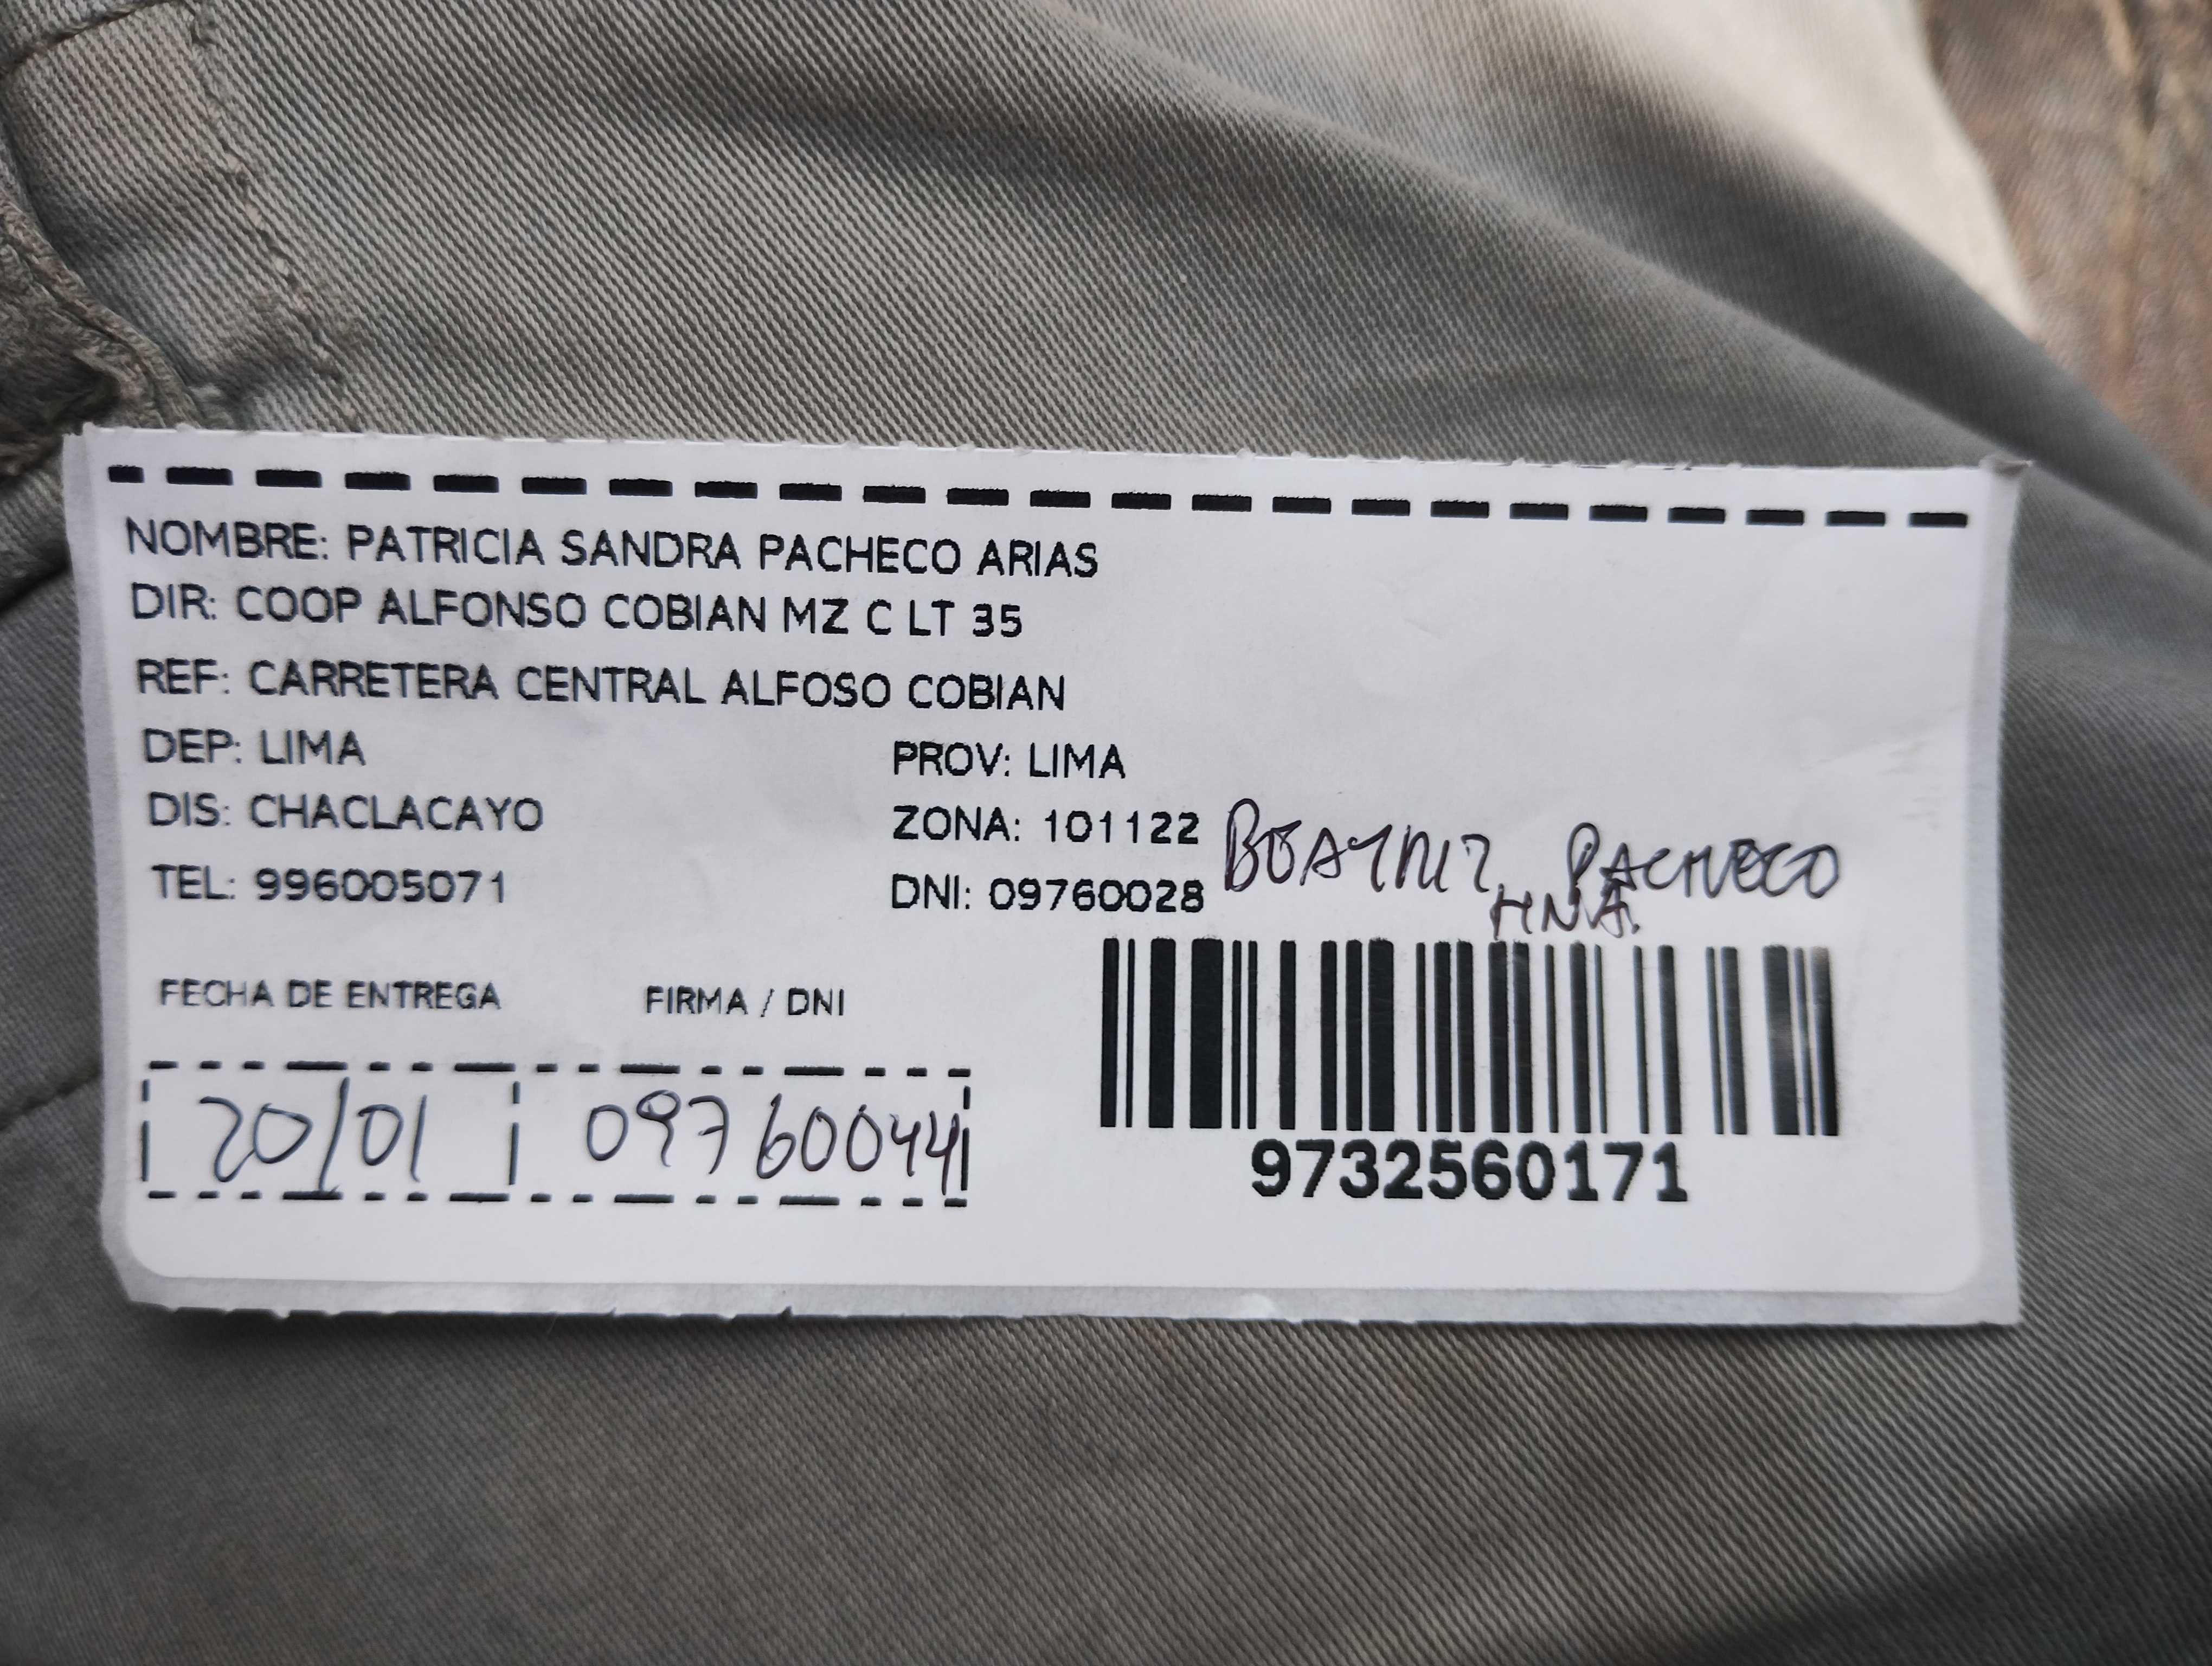 NOMBRE: PATRICIA SANDRA PACHECO ARIAS
DIR: COOP ALFONSO COBIAN MZ C LT 35
REF: CARRETERA CENTRAL ALFOSO COBIAN
DEP: LIMA PROV: LIMA
DIS: CHACLACAYO ZONA: 101122
TEL: 996005071 DNI: 09760028
BEATRIZ PACHECO
HNA.
FECHA DE ENTREGA FIRMA / DNI
20/01 09760044
9732560171